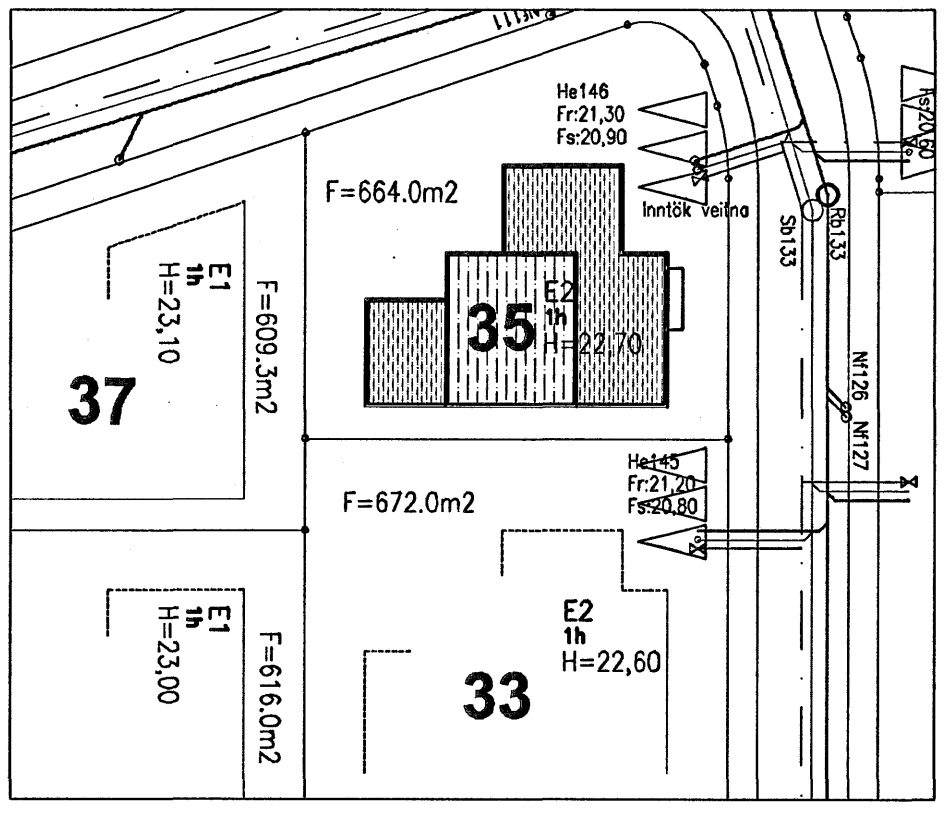 Nf111
He146
Fr:21,30
Fs:20,90
Fs:20,60
F=664.0m2
Inntök veitna
Sb133
Rb133
E1
1h
H=23,10
F=609.3m2
37
35
E2
1h
H=22,70
Nf126
Nf127
He145
Fr:21,20
Fs:20,80
F=672.0m2
E1
1h
H=23,00
F=616.0m2
E2
1h
H=22,60
33